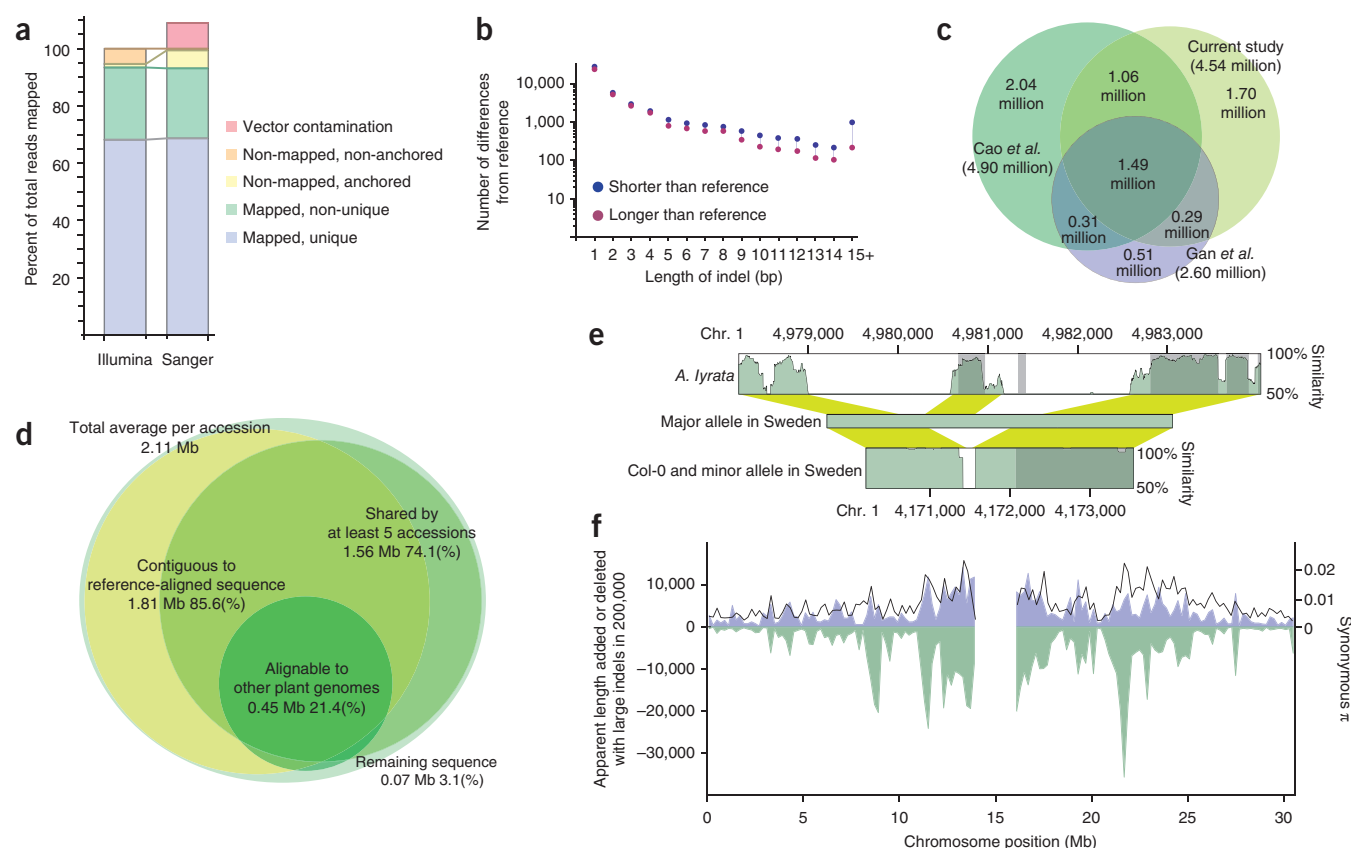 a
Percent of total reads mapped
100
80
60
40
20
Illumina
Sanger
Vector contamination
Non-mapped, non-anchored
Non-mapped, anchored
Mapped, non-unique
Mapped, unique
b
Number of differences
from reference
10,000
1,000
100
10
Shorter than reference
Longer than reference
1 2 3 4 5 6 7 8 9 10 11 12 13 14 15+
Length of indel (bp)
c
Current study
(4.54 million)
2.04
million
1.06
million
1.70
million
Cao et al.
(4.90 million)
1.49
million
0.31
million
0.29
million
0.51
million
Gan et al.
(2.60 million)
d
Total average per accession
2.11 Mb
Shared by
at least 5 accessions
1.56 Mb 74.1(%)
Contiguous to
reference-aligned sequence
1.81 Mb 85.6(%)
Alignable to
other plant genomes
0.45 Mb 21.4(%)
Remaining sequence
0.07 Mb 3.1(%)
e
Chr. 1 4,979,000 4,980,000 4,981,000 4,982,000 4,983,000
A. lyrata
100%
50%
Similarity
Major allele in Sweden
Col-0 and minor allele in Sweden
100%
50%
Similarity
Chr. 1 4,171,000 4,172,000 4,173,000
f
Apparent length added or deleted
with large indels in 200,000
10,000
0
–10,000
–20,000
–30,000
0.02
0.01
0
Synonymous π
0 5 10 15 20 25 30
Chromosome position (Mb)